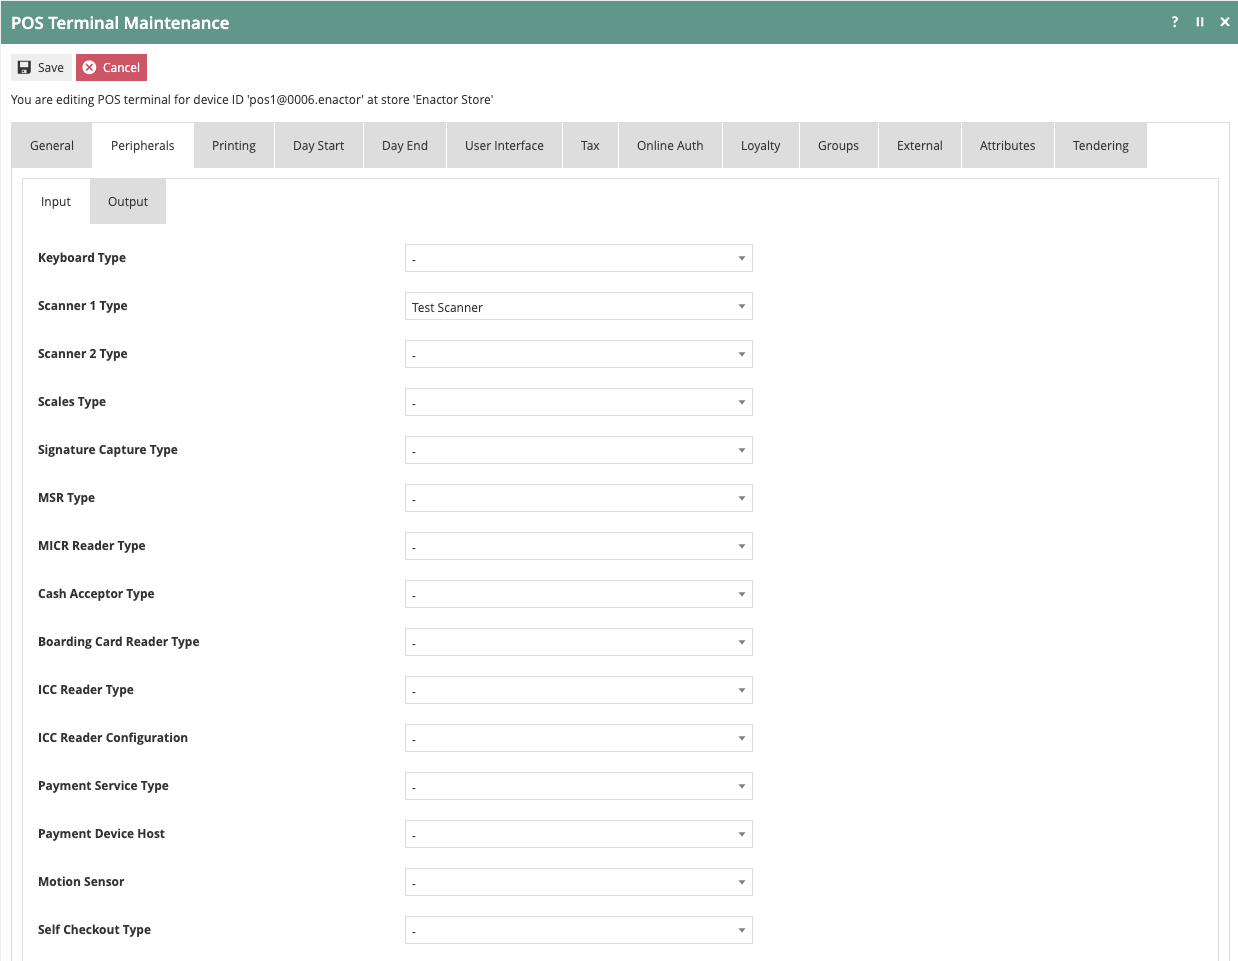 POS Terminal Maintenance
?
Save Cancel
You are editing POS terminal for device ID 'pos1@0006.enactor' at store 'Enactor Store'
General Peripherals Printing Day Start Day End User Interface Tax Online Auth Loyalty Groups External Attributes Tendering
Input Output
Keyboard Type -
Scanner 1 Type Test Scanner
Scanner 2 Type -
Scales Type -
Signature Capture Type -
MSR Type -
MICR Reader Type -
Cash Acceptor Type -
Boarding Card Reader Type -
ICC Reader Type -
ICC Reader Configuration -
Payment Service Type -
Payment Device Host -
Motion Sensor -
Self Checkout Type -